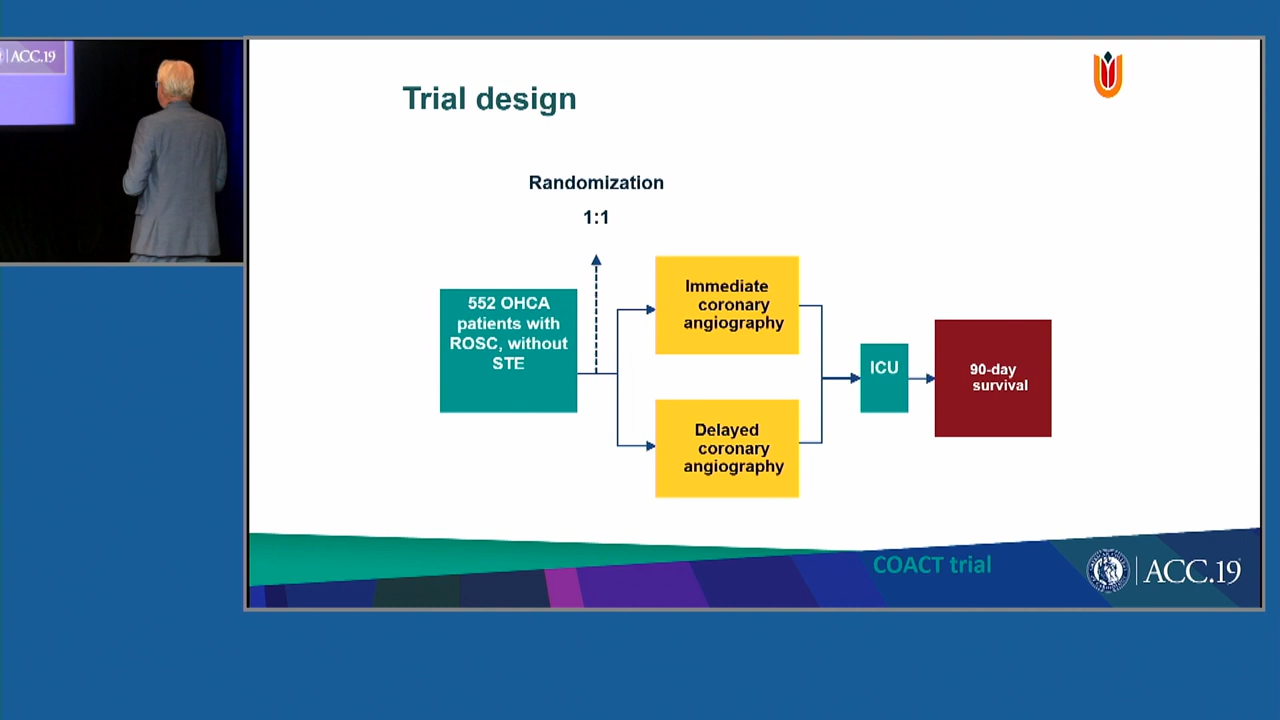 ACC.19
Trial design
Randomization
1:1
552 OHCA
patients with
ROSC, without
STE
Immediate
coronary
angiography
Delayed
coronary
angiography
ICU
90-day
survival
COACT trial
ACC.19